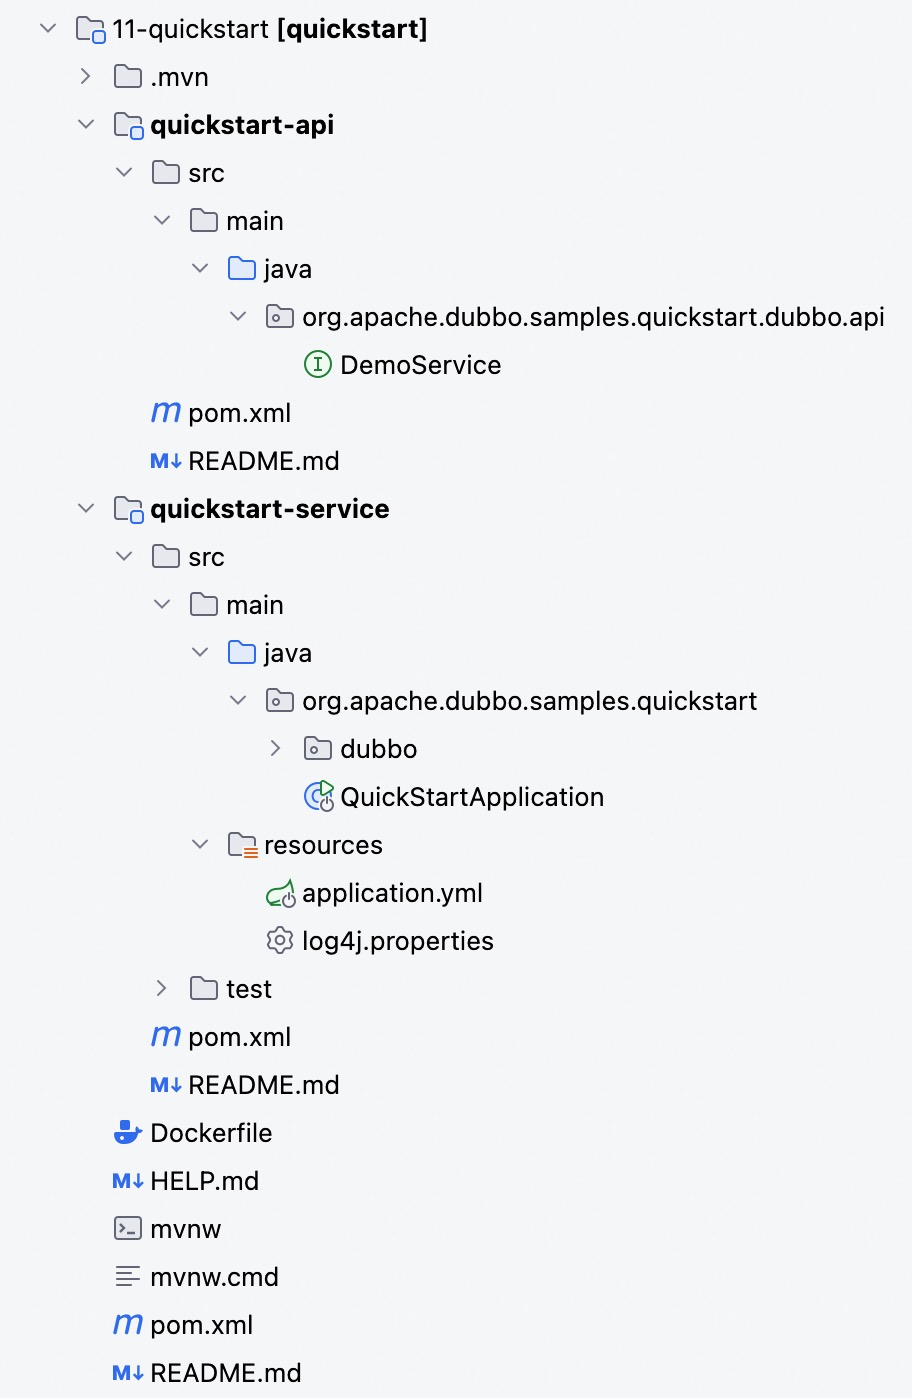 11-quickstart [quickstart]
.mvn
quickstart-api
src
main
java
org.apache.dubbo.samples.quickstart.dubbo.api
DemoService
pom.xml
README.md
quickstart-service
src
main
java
org.apache.dubbo.samples.quickstart
dubbo
QuickStartApplication
resources
application.yml
log4j.properties
test
pom.xml
README.md
Dockerfile
HELP.md
mvnw
mvnw.cmd
pom.xml
README.md